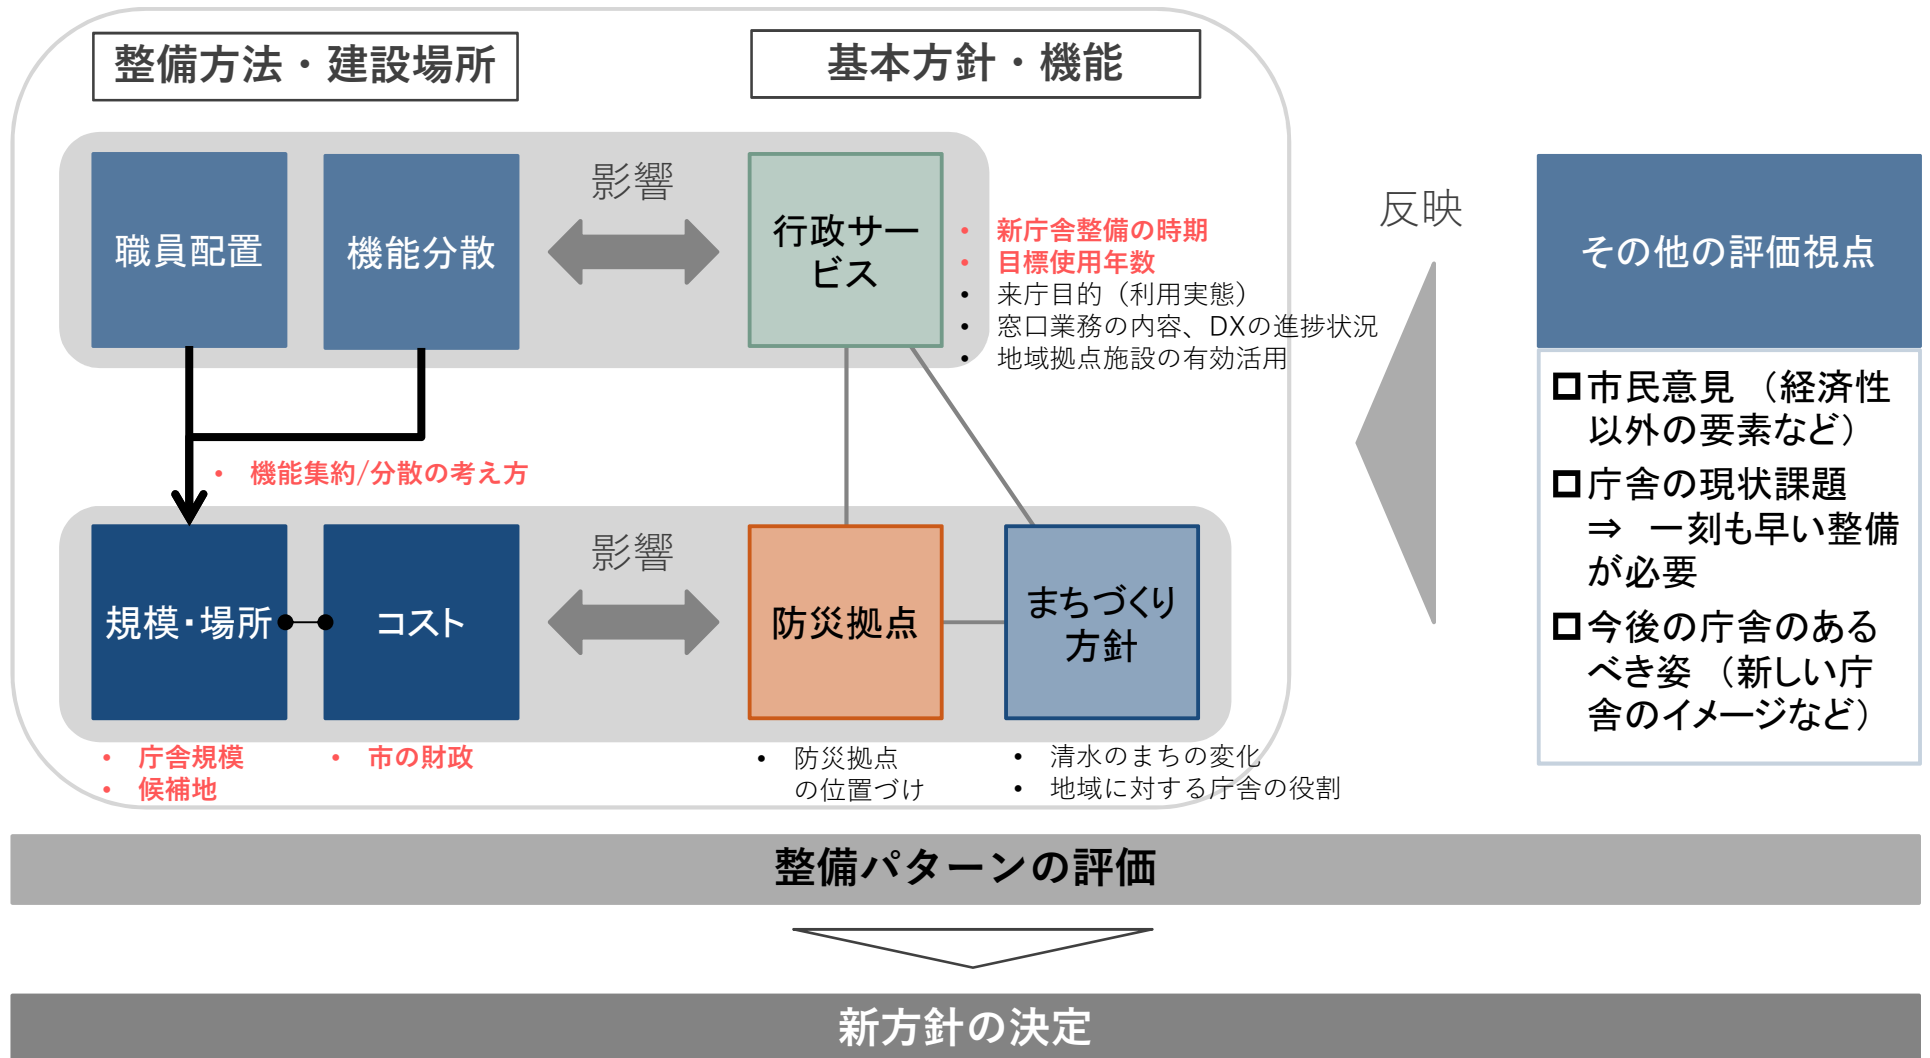 整備方法・建設場所
基本方針・機能
職員配置
機能分散
影響
行政サー
ビス
• 新庁舎整備の時期
• 目標使用年数
• 来庁目的（利用実態）
• 窓口業務の内容、DXの進捗状況
• 地域拠点施設の有効活用
• 機能集約/分散の考え方
規模・場所
コスト
影響
防災拠点
まちづくり
方針
• 庁舎規模
• 候補地
• 市の財政
• 防災拠点
の位置づけ
• 清水のまちの変化
• 地域に対する庁舎の役割
反映
その他の評価視点
市民意見（経済性
以外の要素など）
庁舎の現状課題
⇒ 一刻も早い整備
が必要
今後の庁舎のある
べき姿（新しい庁
舎のイメージなど）
整備パターンの評価
新方針の決定